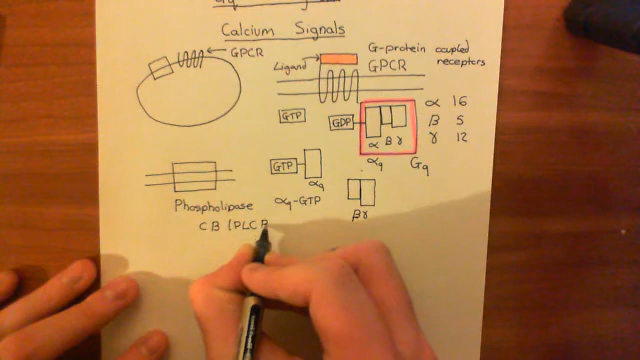 Calcium Signals
GPCR
G-protein coupled
receptors
Ligand
GPCR
GTP
GDP
α β γ
αq
Gq
α 16
β 5
γ 12
GTP
αq
αq-GTP
βγ
Phospholipase
C β (PLC β